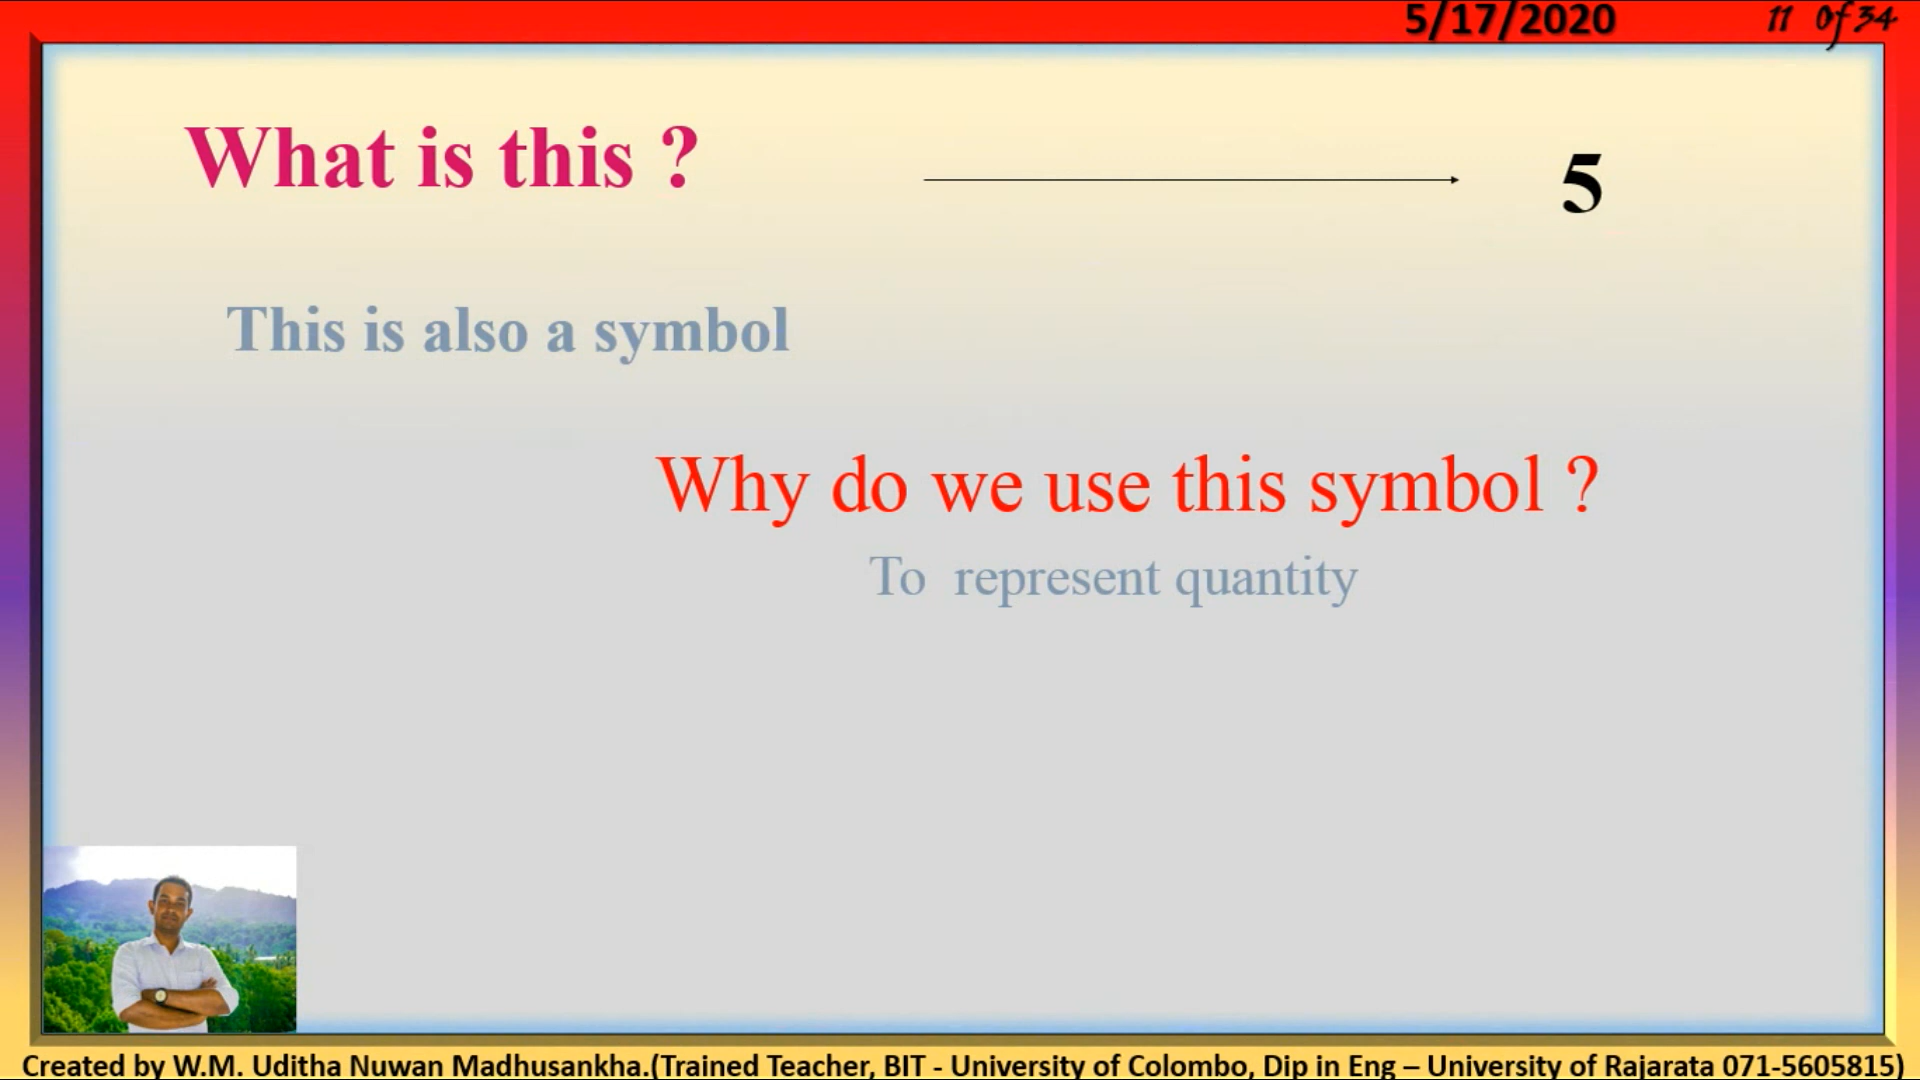 5/17/2020 11 Of 34
What is this ? 5
This is also a symbol
Why do we use this symbol ?
To represent quantity
Created by W.M. Uditha Nuwan Madhusankha.(Trained Teacher, BIT - University of Colombo, Dip in Eng – University of Rajarata 071-5605815)